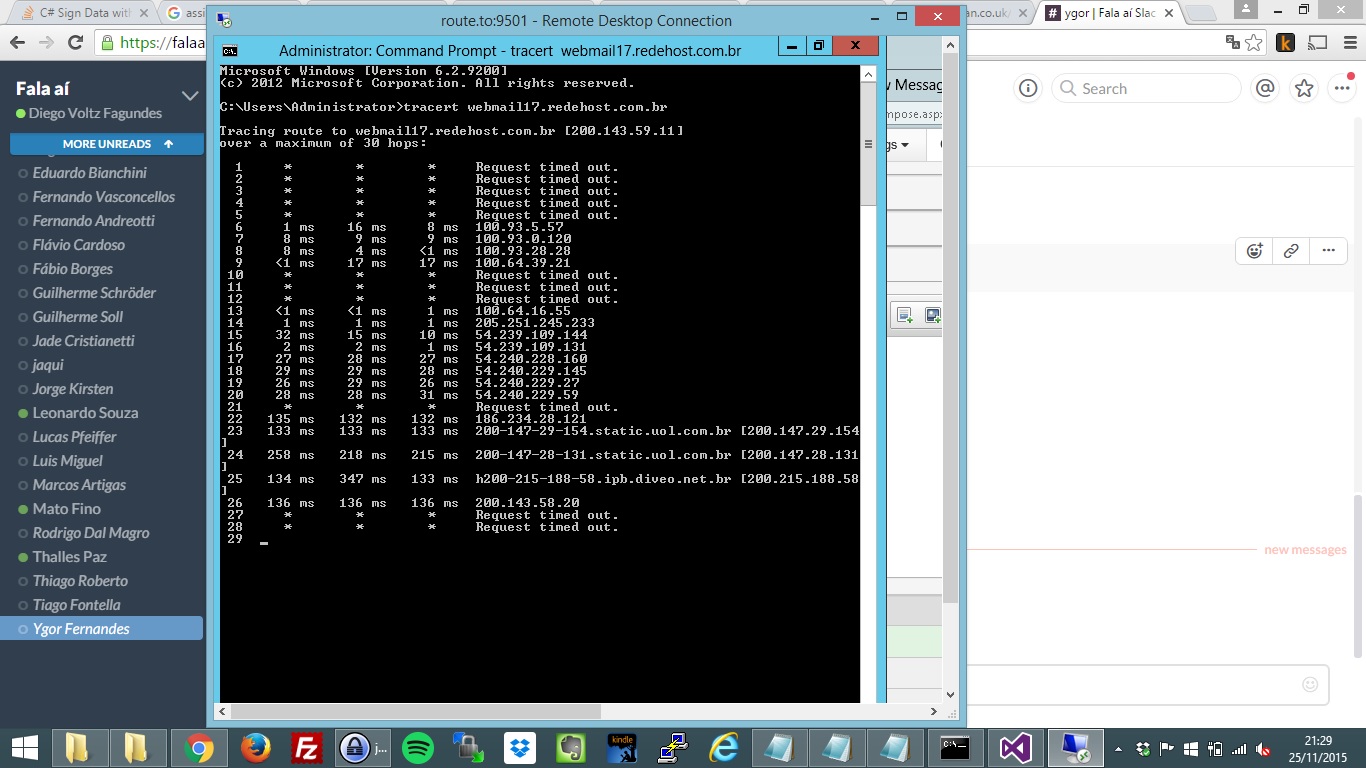 C# Sign Data with
assi
an.co.uk/
ygor | Fala aí Slac
https://falaa
route.to:9501 - Remote Desktop Connection
Administrator: Command Prompt - tracert webmail17.redehost.com.br
Fala aí
Diego Voltz Fagundes
MORE UNREADS
Eduardo Bianchini
Fernando Vasconcellos
Fernando Andreotti
Flávio Cardoso
Fábio Borges
Guilherme Schröder
Guilherme Soll
Jade Cristianetti
jaqui
Jorge Kirsten
Leonardo Souza
Lucas Pfeiffer
Luis Miguel
Marcos Artigas
Mato Fino
Rodrigo Dal Magro
Thalles Paz
Thiago Roberto
Tiago Fontella
Ygor Fernandes
Microsoft Windows [Version 6.2.9200]
(c) 2012 Microsoft Corporation. All rights reserved.
C:\Users\Administrator>tracert webmail17.redehost.com.br
Tracing route to webmail17.redehost.com.br [200.143.59.11]
over a maximum of 30 hops:
1 * * * Request timed out.
2 * * * Request timed out.
3 * * * Request timed out.
4 * * * Request timed out.
5 * * * Request timed out.
6 1 ms 16 ms 8 ms 100.93.5.57
7 8 ms 9 ms 9 ms 100.93.0.120
8 8 ms 4 ms <1 ms 100.93.28.28
9 <1 ms 17 ms 17 ms 100.64.39.21
10 * * * Request timed out.
11 * * * Request timed out.
12 * * * Request timed out.
13 <1 ms <1 ms 1 ms 100.64.16.55
14 1 ms 1 ms 1 ms 205.251.245.233
15 32 ms 15 ms 10 ms 54.239.109.144
16 2 ms 2 ms 1 ms 54.239.109.131
17 27 ms 28 ms 27 ms 54.240.228.160
18 29 ms 29 ms 28 ms 54.240.229.145
19 26 ms 29 ms 26 ms 54.240.229.27
20 28 ms 28 ms 31 ms 54.240.229.59
21 * * * Request timed out.
22 135 ms 132 ms 132 ms 186.234.28.121
23 133 ms 133 ms 133 ms 200-147-29-154.static.uol.com.br [200.147.29.154
]
24 258 ms 218 ms 215 ms 200-147-28-131.static.uol.com.br [200.147.28.131
]
25 134 ms 347 ms 133 ms h200-215-188-58.ipb.diveo.net.br [200.215.188.58
]
26 136 ms 136 ms 136 ms 200.143.58.20
27 * * * Request timed out.
28 * * * Request timed out.
29
w Messag
mpose.aspx
gs
Search
new messages
j...
kindle
21:29
25/11/2015